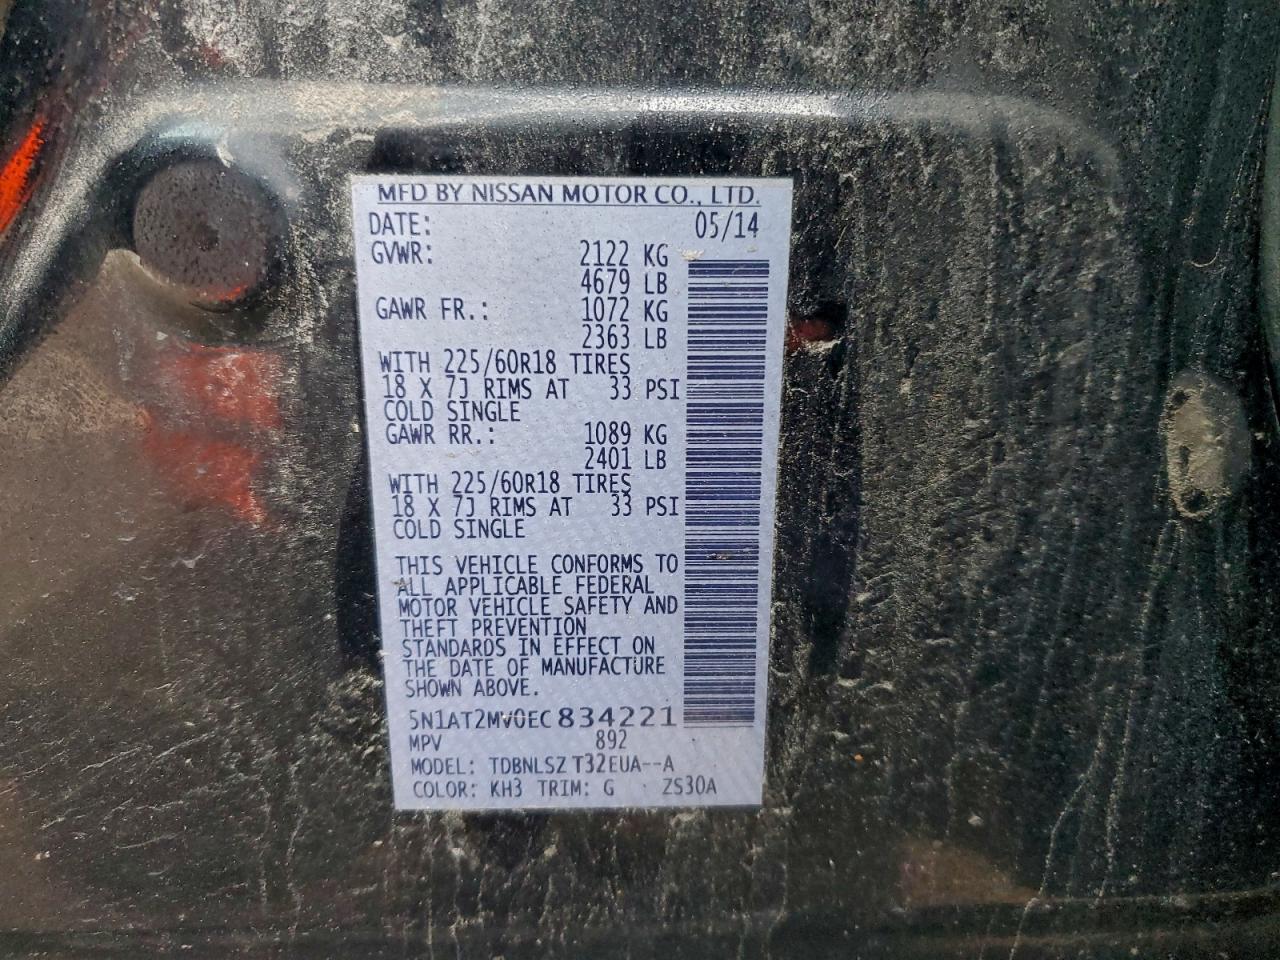 MFD BY NISSAN MOTOR CO., LTD.
DATE: 05/14
GVWR: 2122 KG
4679 LB
GAWR FR.: 1072 KG
2363 LB
WITH 225/60R18 TIRES
18 X 7J RIMS AT 33 PSI
COLD SINGLE
GAWR RR.: 1089 KG
2401 LB
WITH 225/60R18 TIRES
18 X 7J RIMS AT 33 PSI
COLD SINGLE
THIS VEHICLE CONFORMS TO
ALL APPLICABLE FEDERAL
MOTOR VEHICLE SAFETY AND
THEFT PREVENTION
STANDARDS IN EFFECT ON
THE DATE OF MANUFACTURE
SHOWN ABOVE.
5N1AT2MV0EC834221
MPV 892
MODEL: TDBNLSZ T32EUA--A
COLOR: KH3 TRIM: G ZS30A